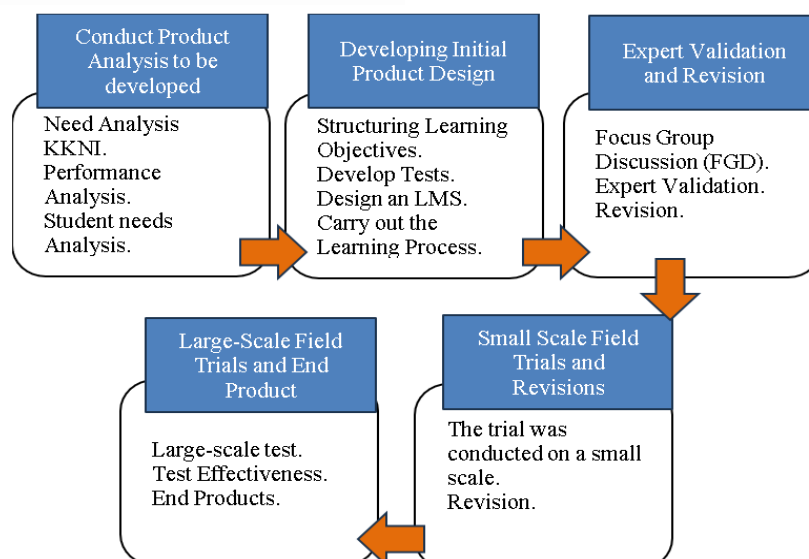 Conduct Product
Analysis to be
developed
Need Analysis
KKNI.
Performance
Analysis.
Student needs
Analysis.
Developing Initial
Product Design
Structuring Learning
Objectives.
Develop Tests.
Design an LMS.
Carry out the
Learning Process.
Expert Validation
and Revision
Focus Group
Discussion (FGD).
Expert Validation.
Revision.
Small Scale Field
Trials and
Revisions
The trial was
conducted on a small
scale.
Revision.
Large-Scale Field
Trials and End
Product
Large-scale test.
Test Effectiveness.
End Products.